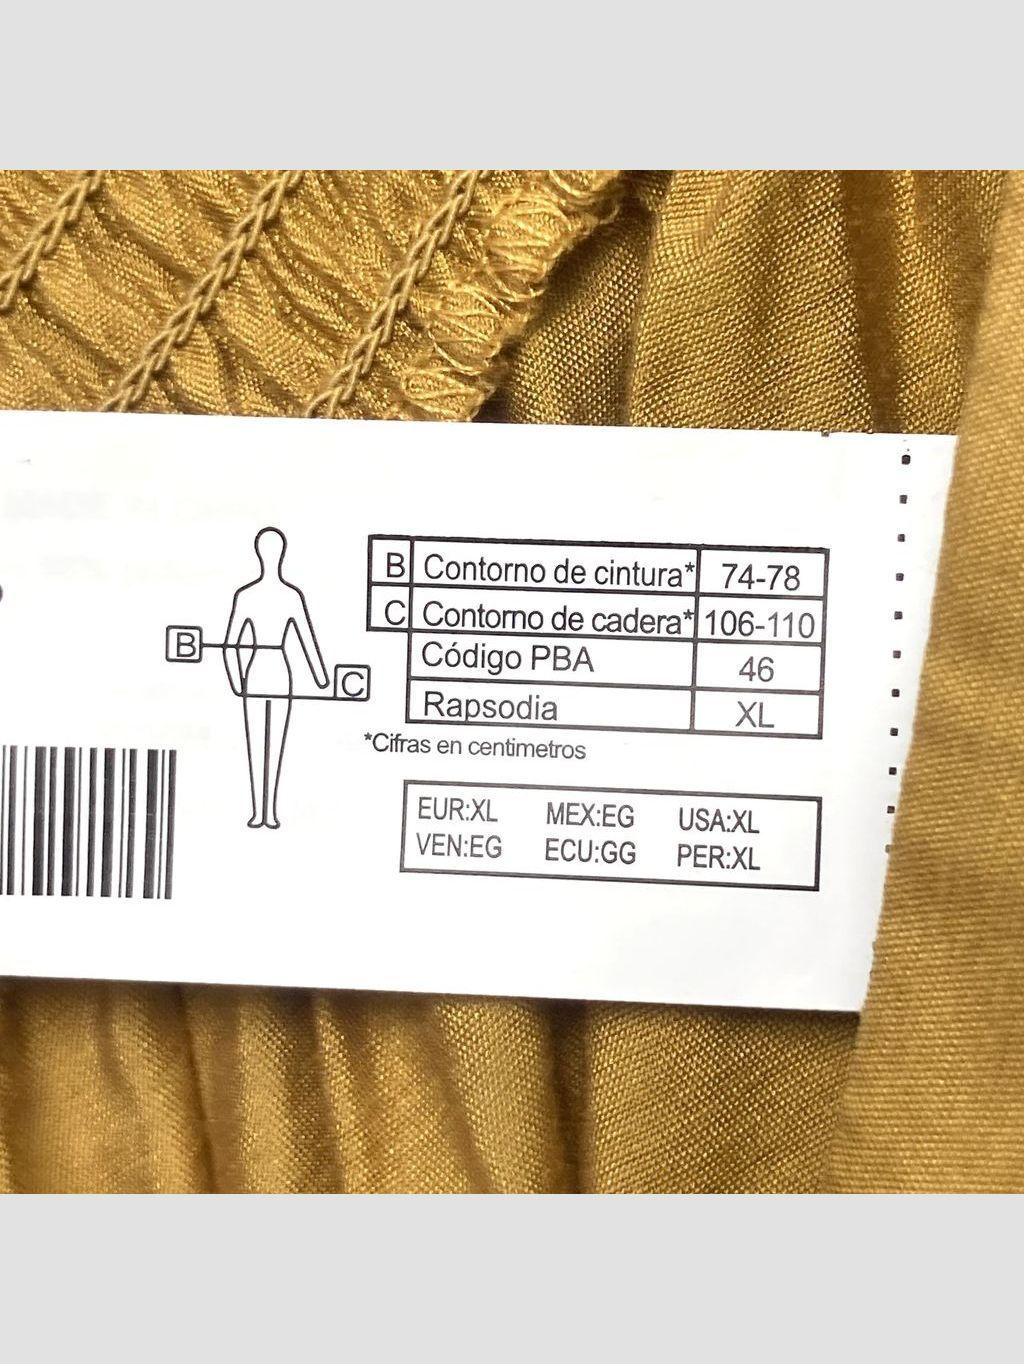 B Contorno de cintura* 74-78
C Contorno de cadera* 106-110
Código PBA 46
Rapsodia XL
*Cifras en centimetros
B
C
EUR:XL MEX:EG USA:XL
VEN:EG ECU:GG PER:XL